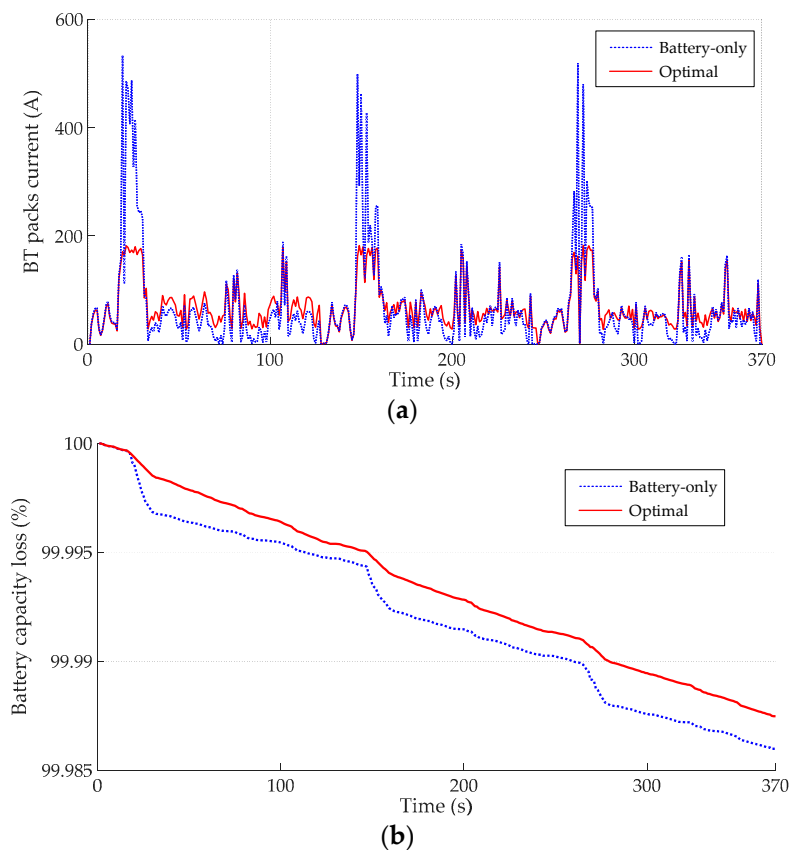 600
400
200
0
BT packs current (A)
Battery-only
Optimal
0
100
200
300
370
Time (s)
(a)
100
99.995
99.99
99.985
Battery capacity loss (%)
Battery-only
Optimal
0
100
200
300
370
Time (s)
(b)